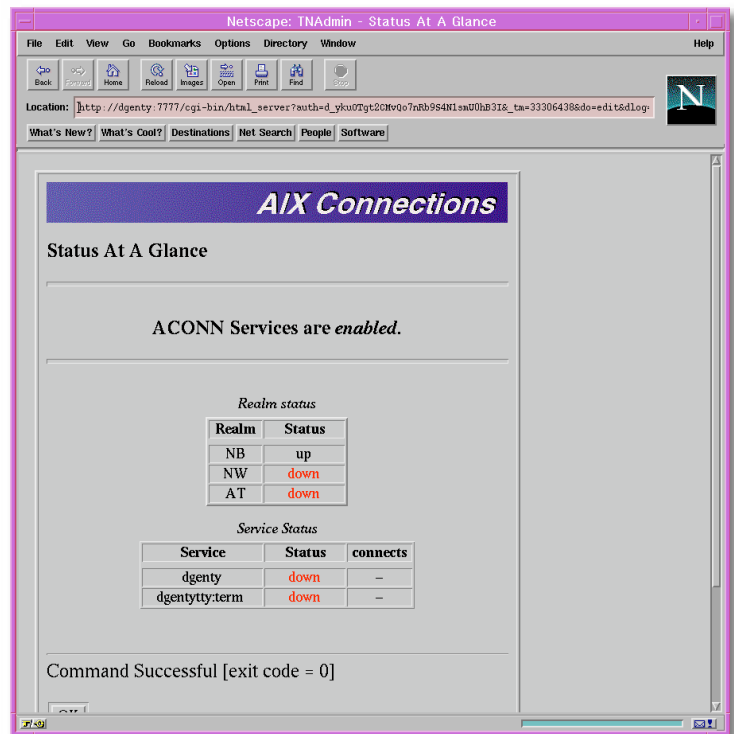 Netscape: TNAdmin - Status At A Glance
File Edit View Go Bookmarks Options Directory Window Help
Back Forward Home Reload Images Open Print Find Stop
Location: http://dgenty:7777/cgi-bin/html_server?auth=d_ykuOTgt2CMvQo7nRb9S4N1smU0hB3I&_tm=33306438&do=edit&dlog
N
What's New? What's Cool? Destinations Net Search People Software
AIX Connections
Status At A Glance
ACONN Services are enabled.
Realm status
Realm Status
NB up
NW down
AT down
Service Status
Service Status connects
dgenty down –
dgentytty:term down –
Command Successful [exit code = 0]
OK